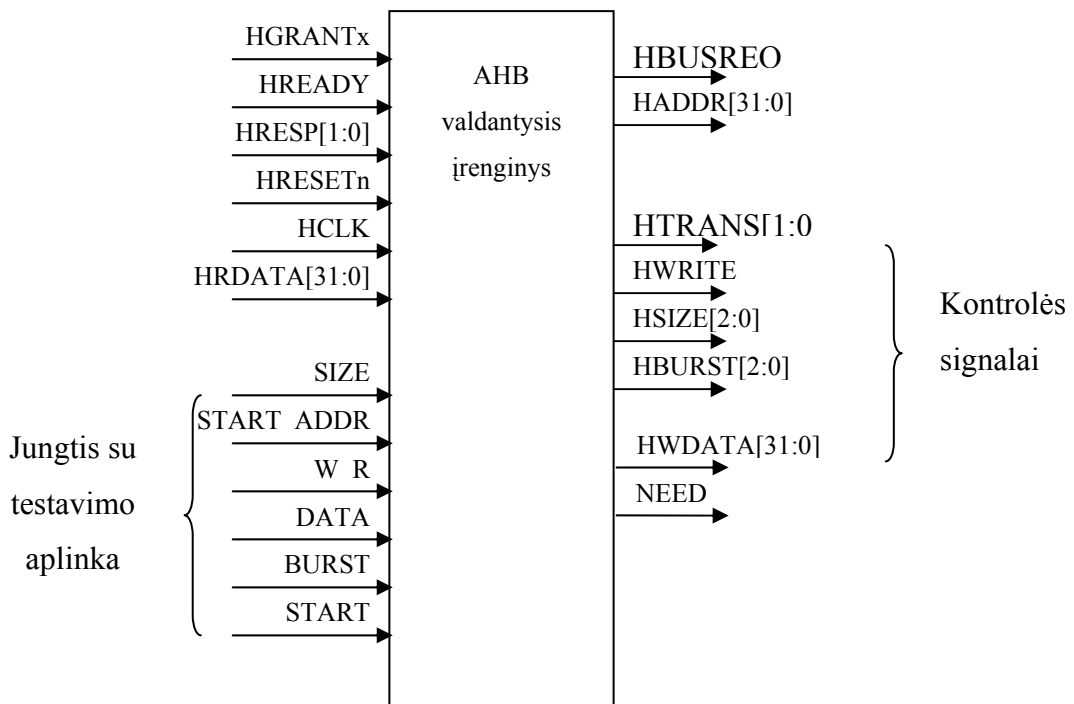 HGRANTx
HREADY
HRESP[1:0]
HRESETn
HCLK
HRDATA[31:0]
SIZE
START ADDR
W R
DATA
BURST
START
Jungtis su
testavimo
aplinka
AHB
valdantysis
įrenginys
HBUSREO
HADDR[31:0]
HTRANS[1:0
HWRITE
HSIZE[2:0]
HBURST[2:0]
HWDATA[31:0]
NEED
Kontrolės
signalai